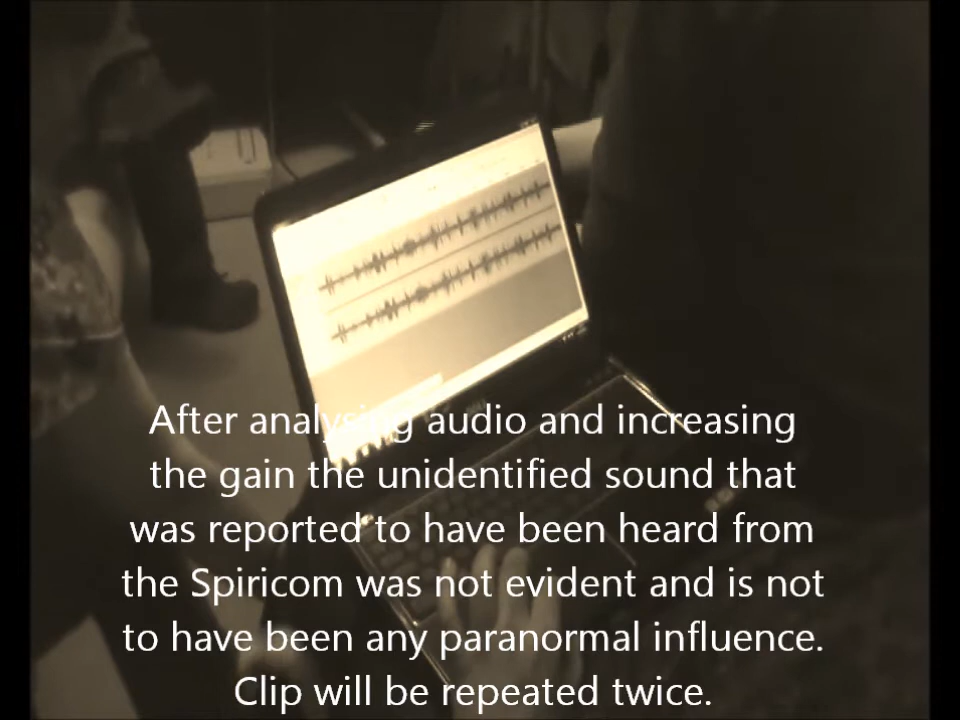 After analysing audio and increasing
the gain the unidentified sound that
was reported to have been heard from
the Spiricom was not evident and is not
to have been any paranormal influence.
Clip will be repeated twice.